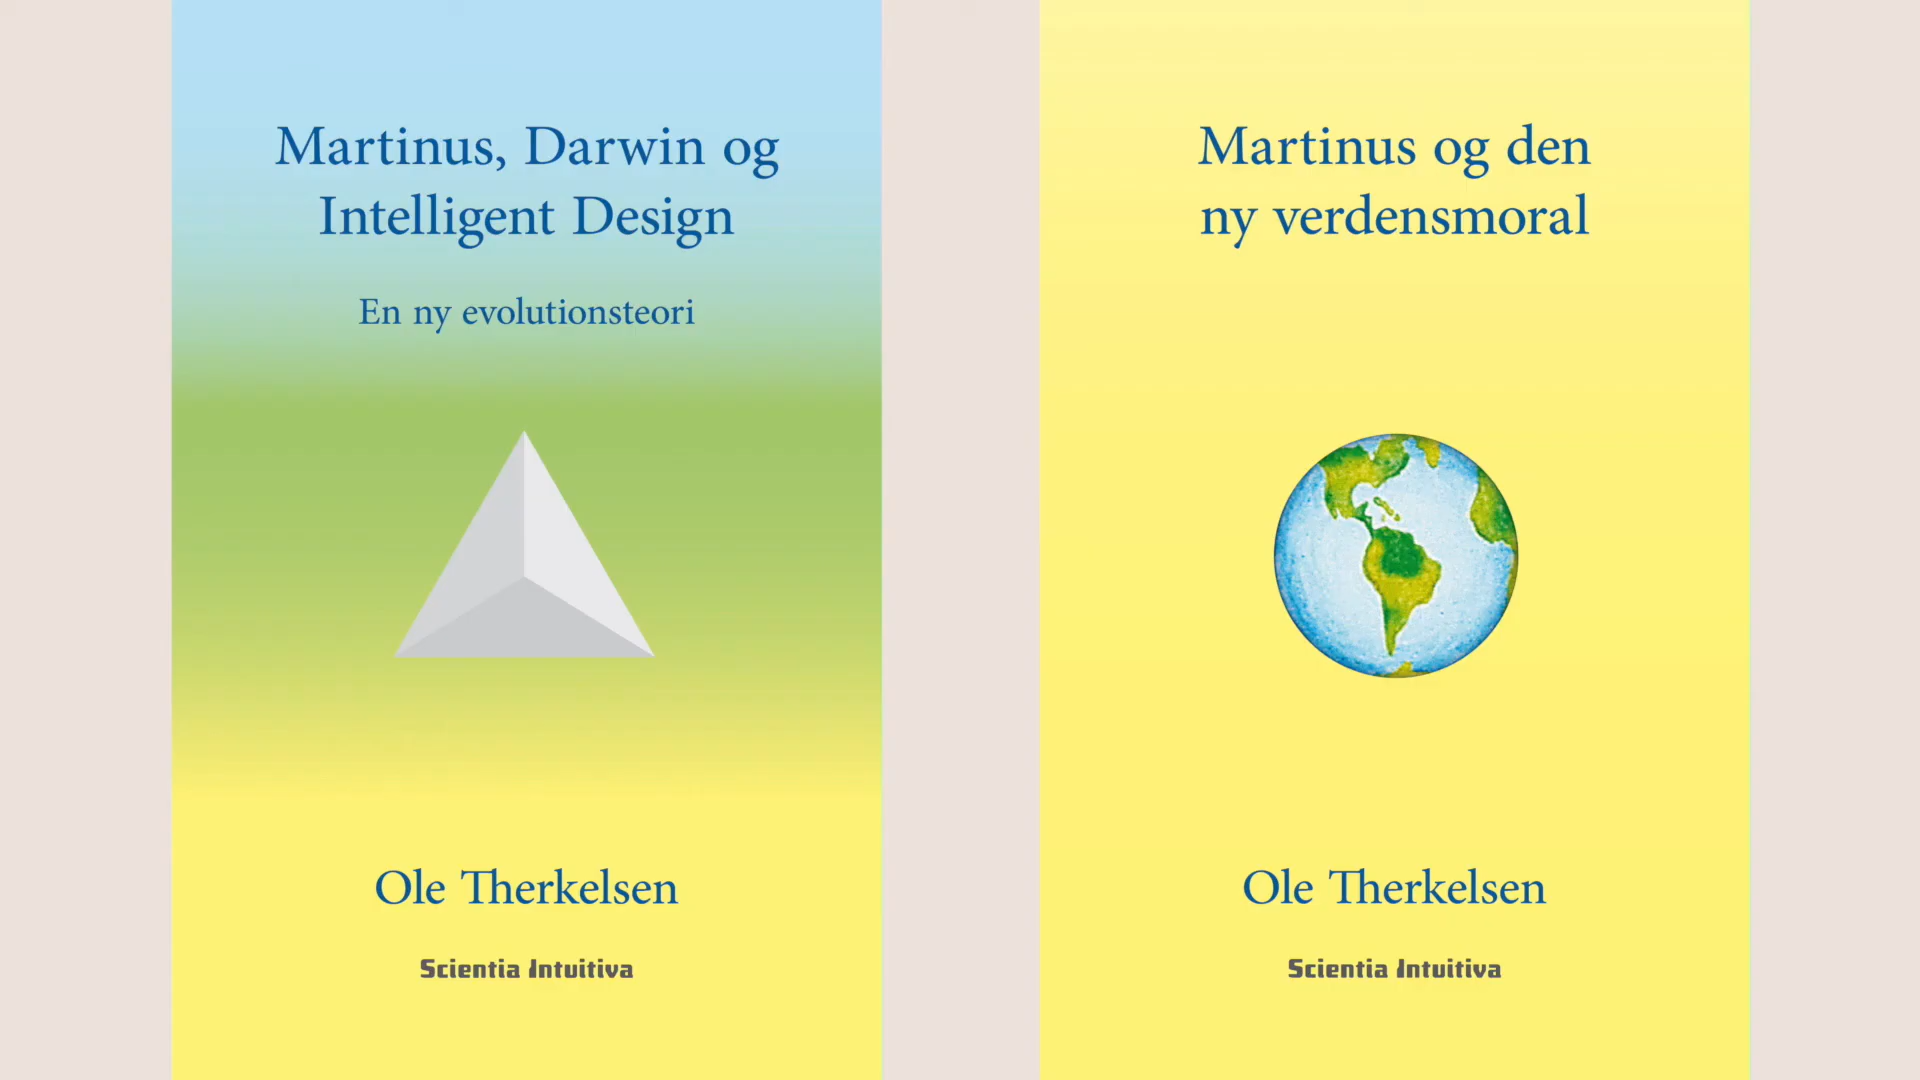 Martinus, Darwin og
Intelligent Design
En ny evolutionsteori
Ole Therkelsen
Scientia Intuitiva
Martinus og den
ny verdensmoral
Ole Therkelsen
Scientia Intuitiva